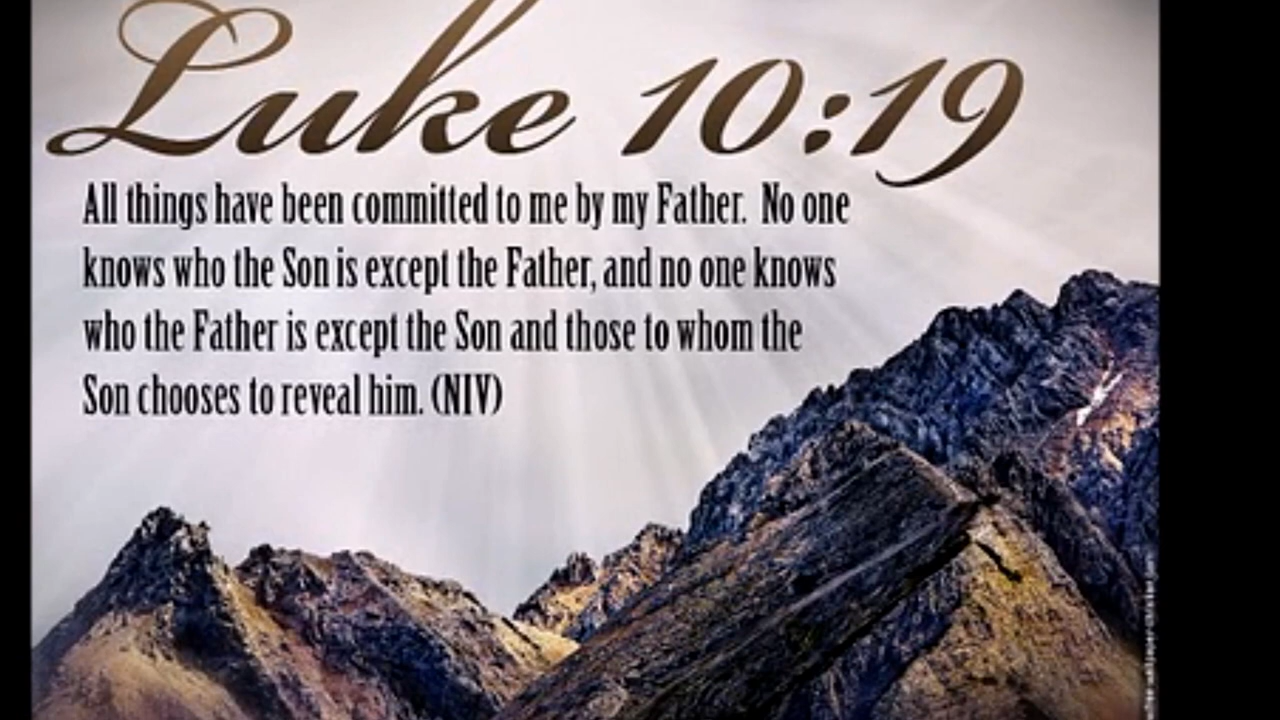 Luke 10:19
All things have been committed to me by my Father. No one
knows who the Son is except the Father, and no one knows
who the Father is except the Son and those to whom the
Son chooses to reveal him. (NIV)